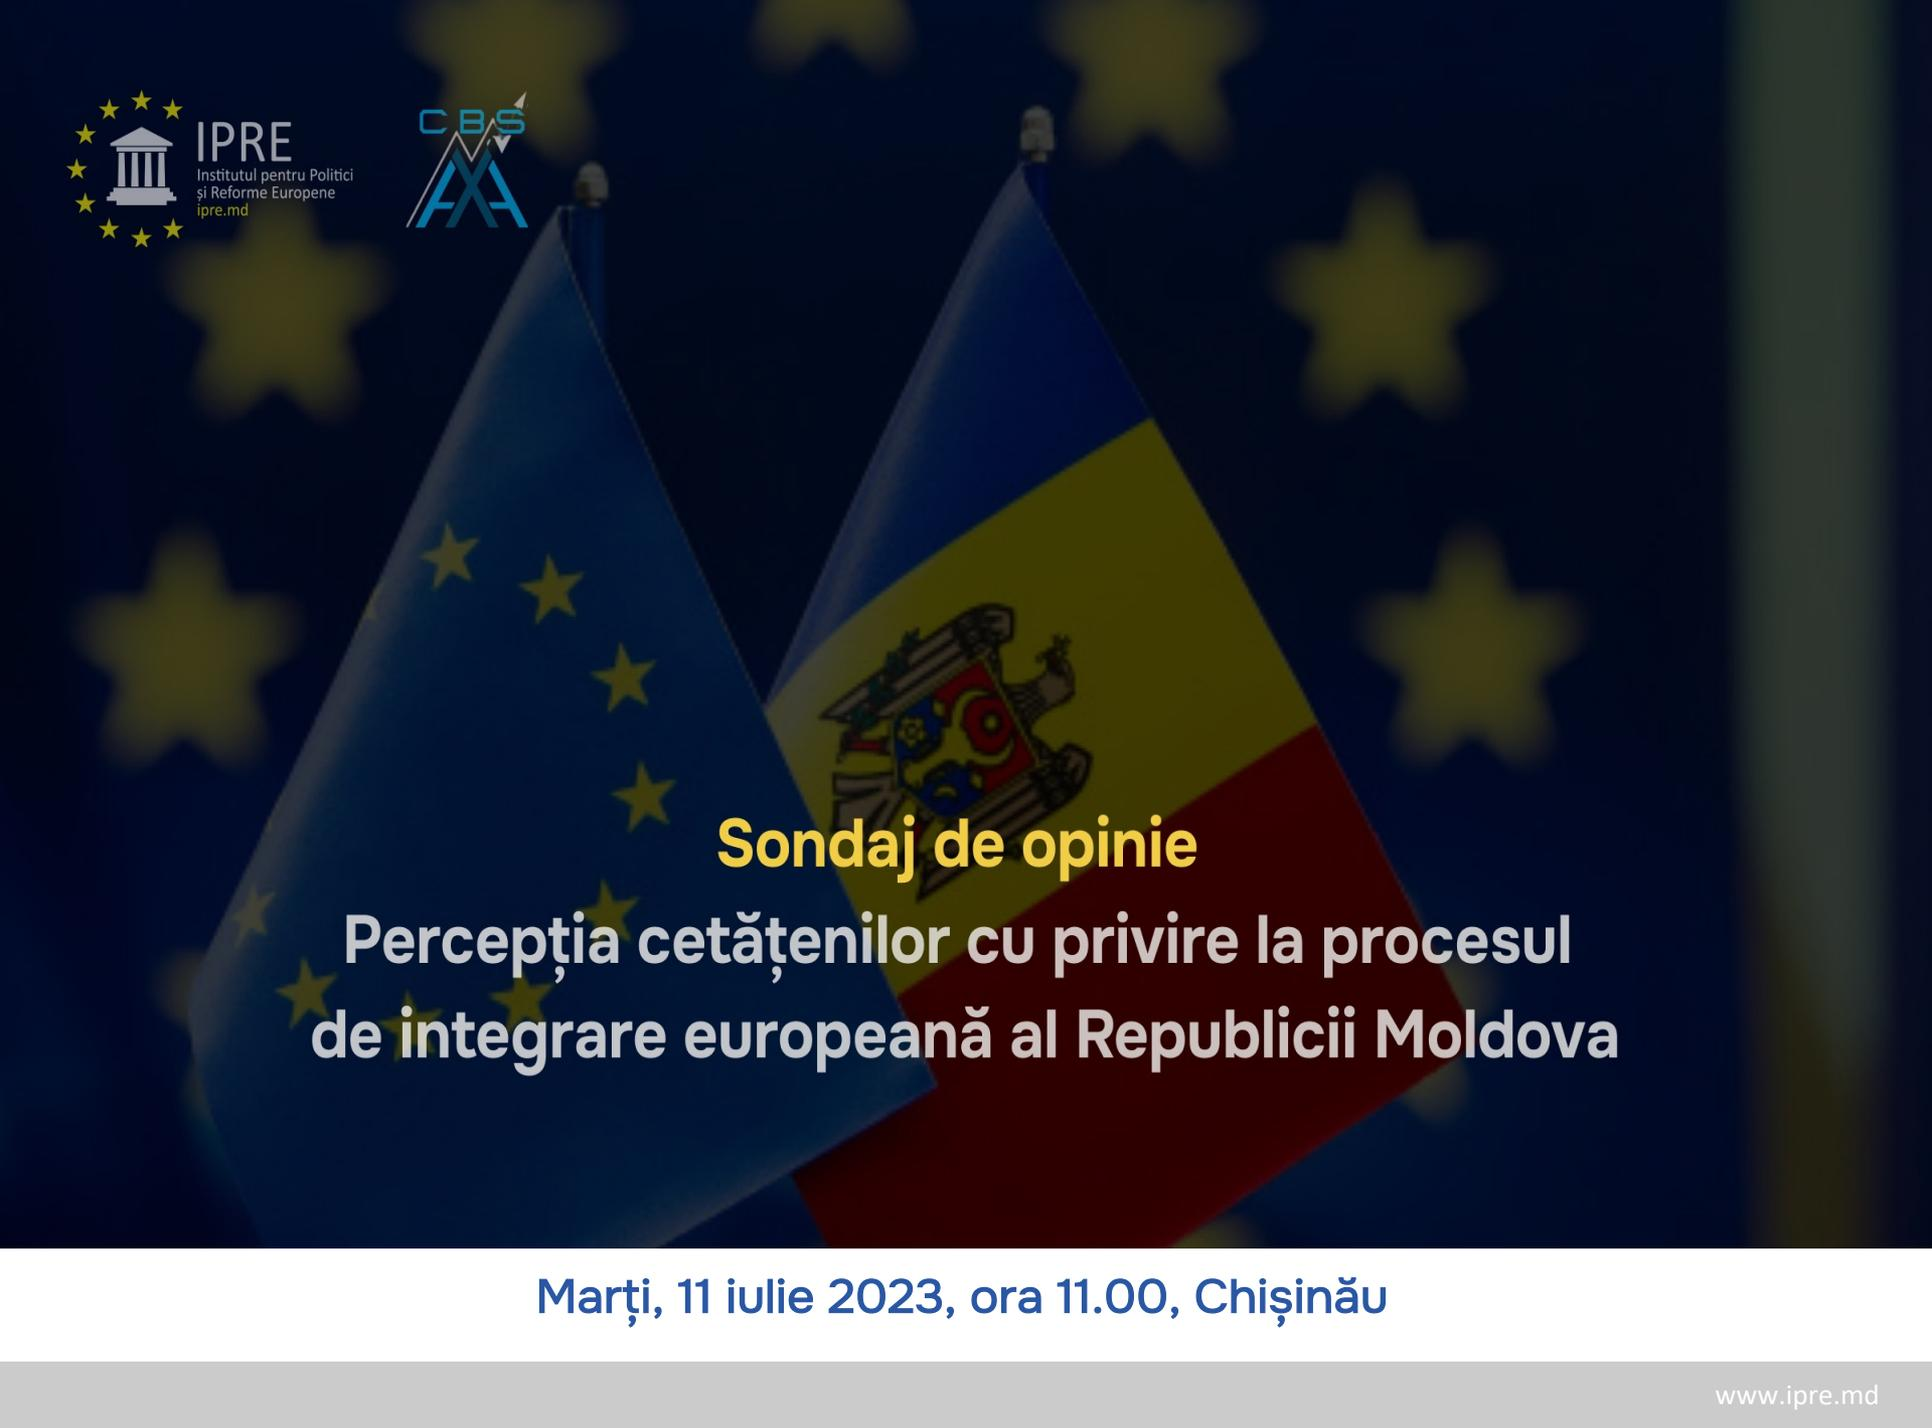 IPRE
Institutul pentru Politici
și Reforme Europene
ipre.md
CBS
AXA
Sondaj de opinie
Percepția cetățenilor cu privire la procesul
de integrare europeană al Republicii Moldova
Marți, 11 iulie 2023, ora 11.00, Chișinău
www.ipre.md